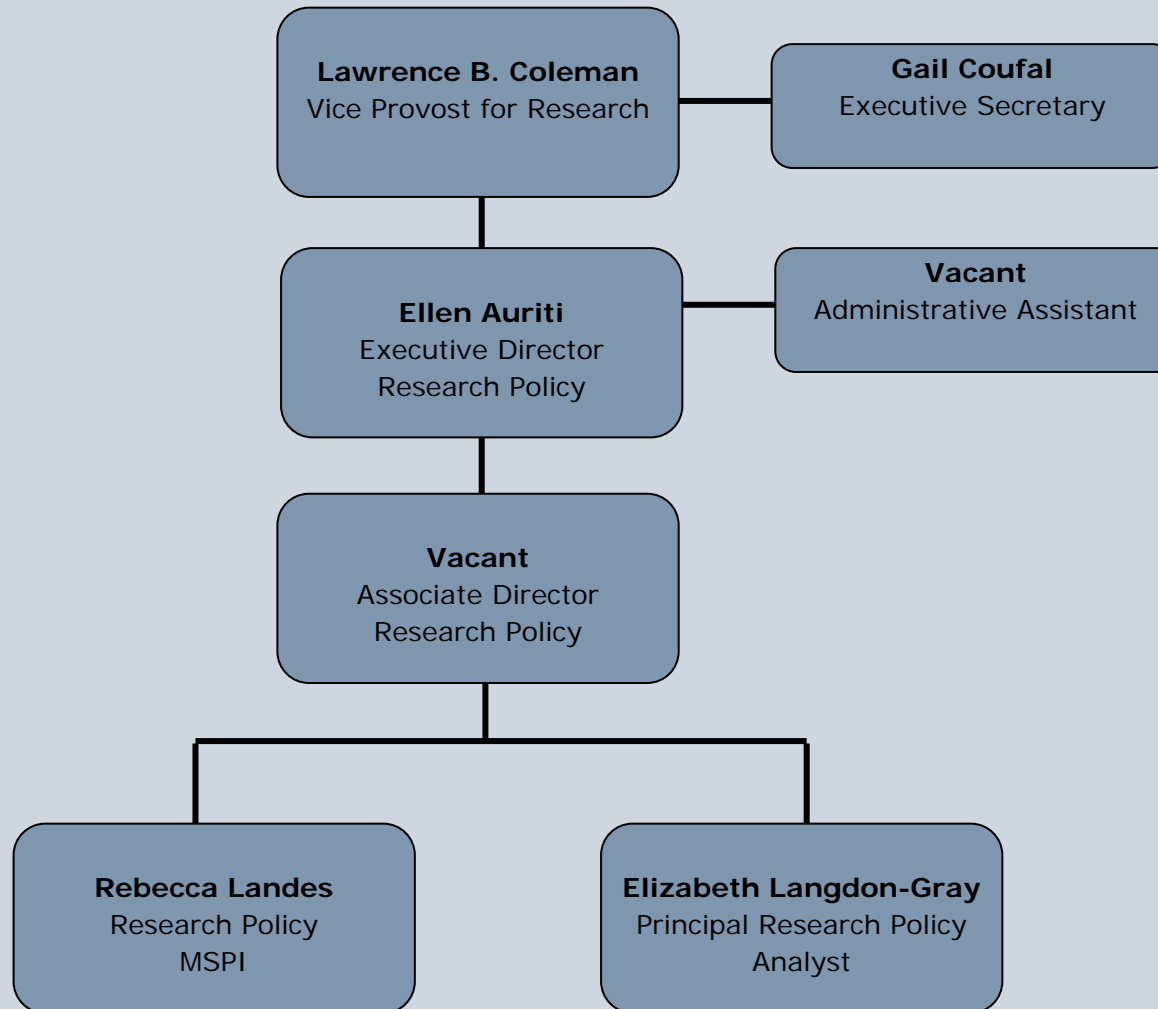 Lawrence B. Coleman
Vice Provost for Research
Gail Coufal
Executive Secretary
Ellen Auriti
Executive Director
Research Policy
Vacant
Administrative Assistant
Vacant
Associate Director
Research Policy
Rebecca Landes
Research Policy
MSPI
Elizabeth Langdon-Gray
Principal Research Policy
Analyst